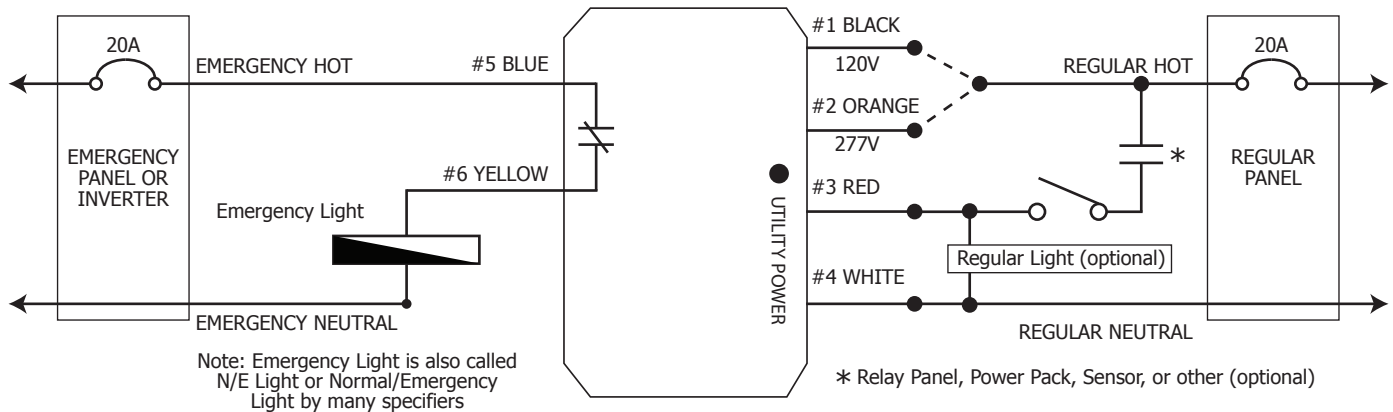 20A
EMERGENCY HOT
#5 BLUE
EMERGENCY
PANEL OR
INVERTER
#6 YELLOW
Emergency Light
EMERGENCY NEUTRAL
Note: Emergency Light is also called
N/E Light or Normal/Emergency
Light by many specifiers
UTILITY POWER
#1 BLACK
120V
#2 ORANGE
277V
#3 RED
#4 WHITE
REGULAR HOT
20A
*
REGULAR
PANEL
Regular Light (optional)
REGULAR NEUTRAL
* Relay Panel, Power Pack, Sensor, or other (optional)